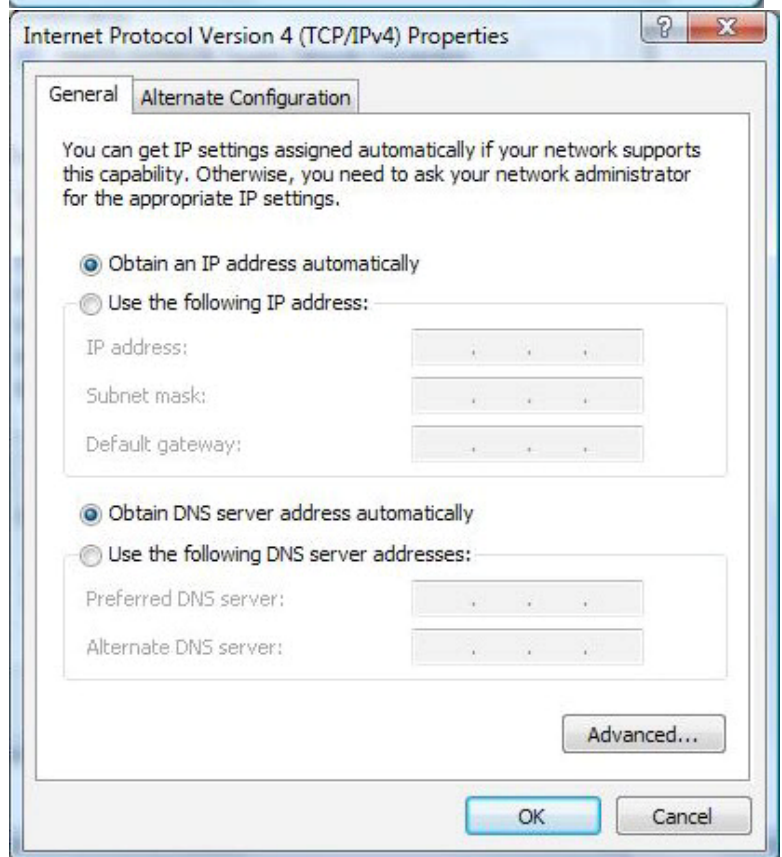 Internet Protocol Version 4 (TCP/IPv4) Properties
General
Alternate Configuration
You can get IP settings assigned automatically if your network supports
this capability. Otherwise, you need to ask your network administrator
for the appropriate IP settings.
Obtain an IP address automatically
Use the following IP address:
IP address:
Subnet mask:
Default gateway:
Obtain DNS server address automatically
Use the following DNS server addresses:
Preferred DNS server:
Alternate DNS server:
Advanced...
OK
Cancel